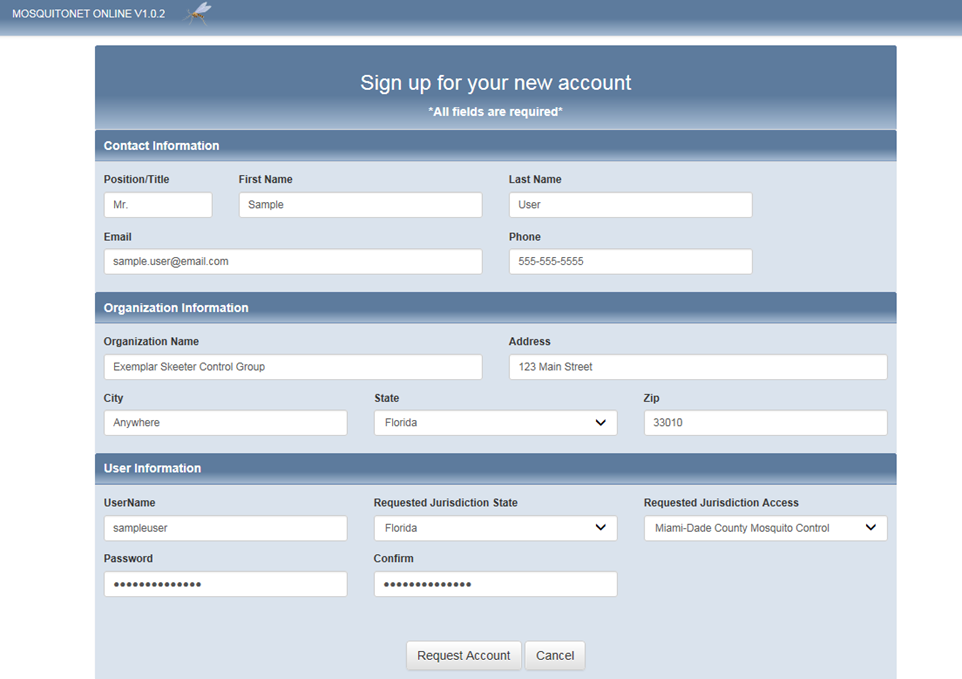 MOSQUITONET ONLINE V1.0.2
Sign up for your new account
*All fields are required*
Contact Information
Position/Title First Name Last Name
Mr. Sample User
Email Phone
sample.user@email.com 555-555-5555
Organization Information
Organization Name Address
Exemplar Skeeter Control Group 123 Main Street
City State Zip
Anywhere Florida 33010
User Information
UserName Requested Jurisdiction State Requested Jurisdiction Access
sampleuser Florida Miami-Dade County Mosquito Control
Password Confirm
●●●●●●●●●●●●●● ●●●●●●●●●●●●●●
Request Account Cancel